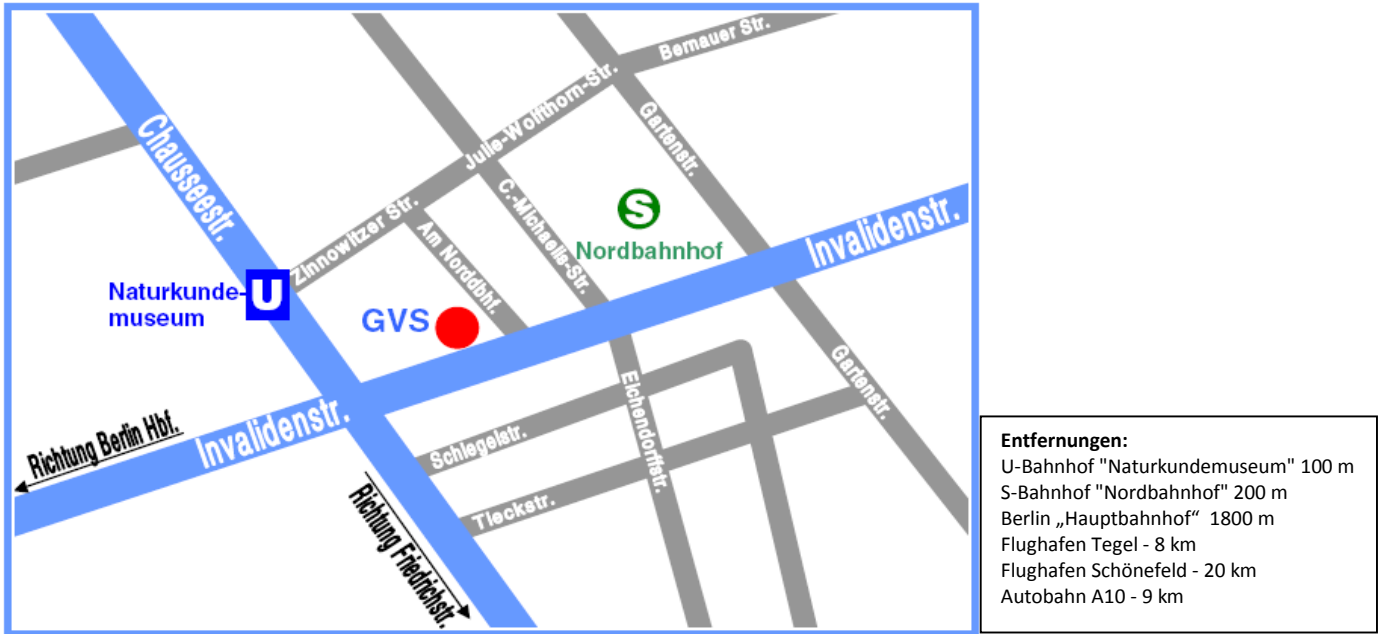 Bernauer Str.
Julie-Wolfthorn-Str.
Gartenstr.
Chausseestr.
C.-Michaelis-Str.
Zinnowitzer Str.
Am Norddbhf.
S
Nordbahnhof
Invalidenstr.
Naturkunde-
museum
U
GVS
Gartenstr.
Eichendorffstr.
Invalidenstr.
Richtung Berlin Hbf.
Schlegelstr.
Tieckstr.
Richtung Friedrichstr.
Entfernungen:
U-Bahnhof "Naturkundemuseum" 100 m
S-Bahnhof "Nordbahnhof" 200 m
Berlin „Hauptbahnhof“ 1800 m
Flughafen Tegel - 8 km
Flughafen Schönefeld - 20 km
Autobahn A10 - 9 km